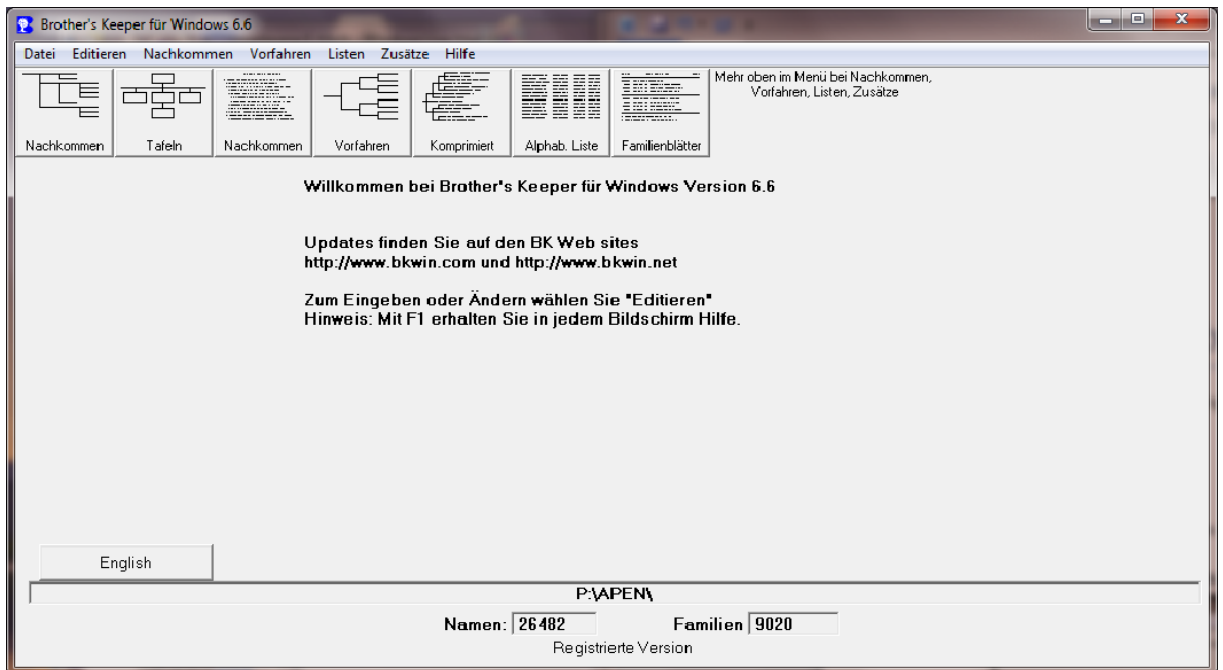 Brother's Keeper für Windows 6.6
Datei Editieren Nachkommen Vorfahren Listen Zusätze Hilfe
Mehr oben im Menü bei Nachkommen,
Vorfahren, Listen, Zusätze
Nachkommen Tafeln Nachkommen Vorfahren Komprimiert Alphab. Liste Familienblätter
Willkommen bei Brother's Keeper für Windows Version 6.6
Updates finden Sie auf den BK Web sites
http://www.bkwin.com und http://www.bkwin.net
Zum Eingeben oder Ändern wählen Sie "Editieren"
Hinweis: Mit F1 erhalten Sie in jedem Bildschirm Hilfe.
English
P:\APEN\
Namen: 26482 Familien 9020
Registrierte Version